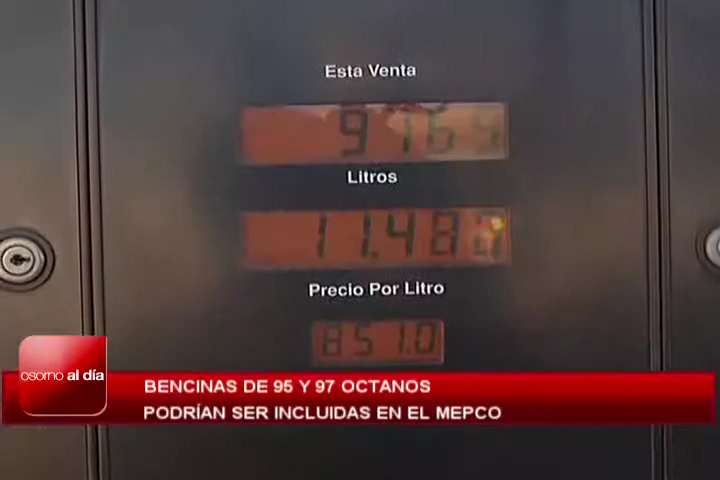 Esta Venta
Litros
Precio Por Litro
851.0
osorno al día
BENCINAS DE 95 Y 97 OCTANOS
PODRÍAN SER INCLUIDAS EN EL MEPCO